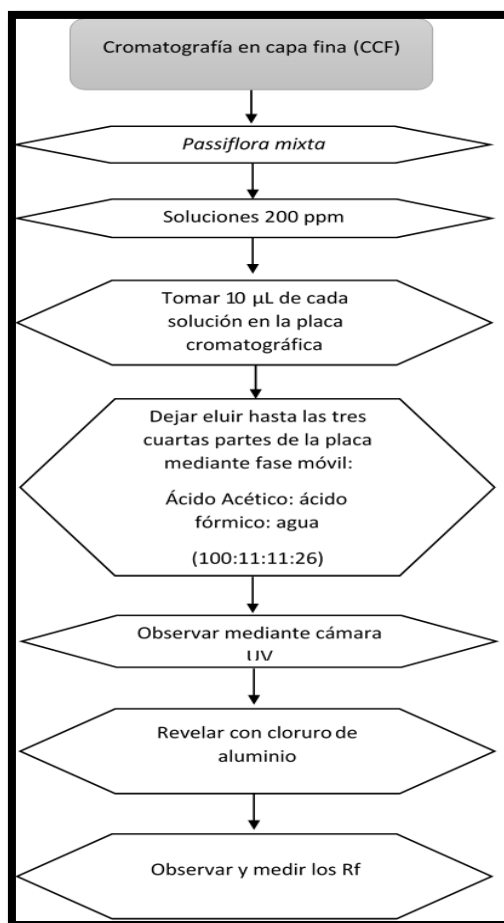 Cromatografía en capa fina (CCF)
Passiflora mixta
Soluciones 200 ppm
Tomar 10 µL de cada
solución en la placa
cromatográfica
Dejar eluir hasta las tres
cuartas partes de la placa
mediante fase móvil:
Ácido Acético: ácido
fórmico: agua
(100:11:11:26)
Observar mediante cámara
UV
Revelar con cloruro de
aluminio
Observar y medir los Rf